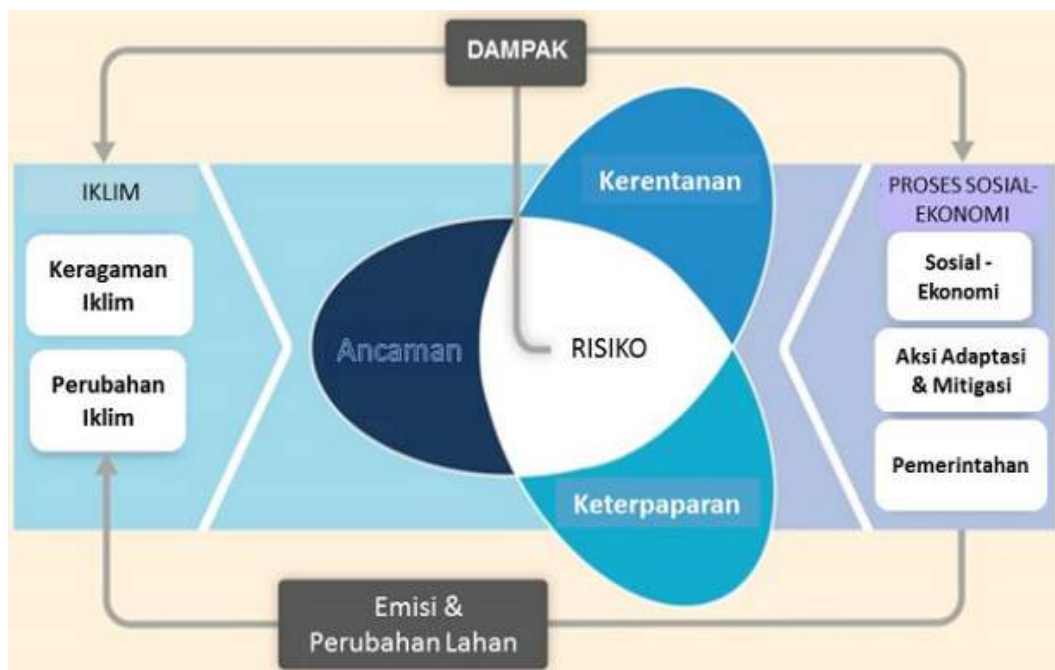 DAMPAK
IKLIM
Keragaman
Iklim
Perubahan
Iklim
Kerentanan
Ancaman
RISIKO
Keterpaparan
PROSES SOSIAL-
EKONOMI
Sosial -
Ekonomi
Aksi Adaptasi
& Mitigasi
Pemerintahan
Emisi &
Perubahan Lahan